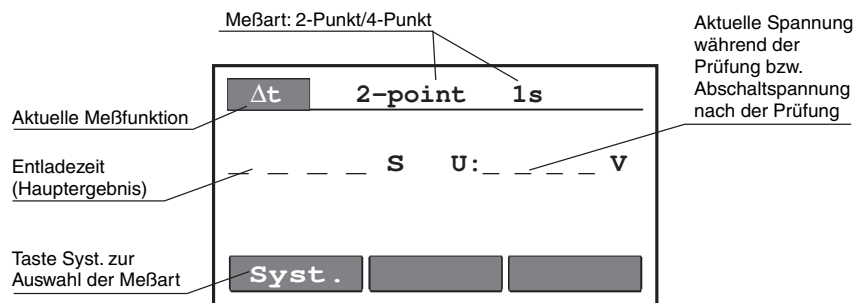 Meßart: 2-Punkt/4-Punkt
Aktuelle Spannung
während der
Prüfung bzw.
Abschaltspannung
nach der Prüfung
Δt 2-point 1s
Aktuelle Meßfunktion
Entladezeit
(Hauptergebnis)
_ _ _ _ S U:_ _ _ _ V
Taste Syst. zur
Auswahl der Meßart
Syst.